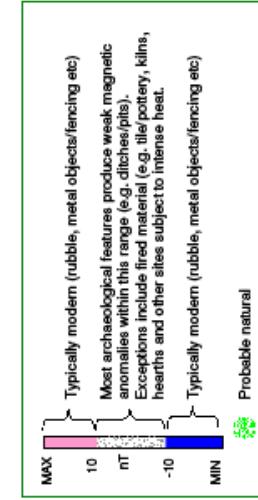 MAX
10
nT
-10
MIN
Typically modern (rubble, metal objects/fencing etc)
Most archaeological features produce weak magnetic
anomalies within this range (e.g. ditches/pits).
Exceptions include fired material (e.g. tile/pottery, kilns,
hearths and other sites subject to intense heat.
Typically modern (rubble, metal objects/fencing etc)
Probable natural